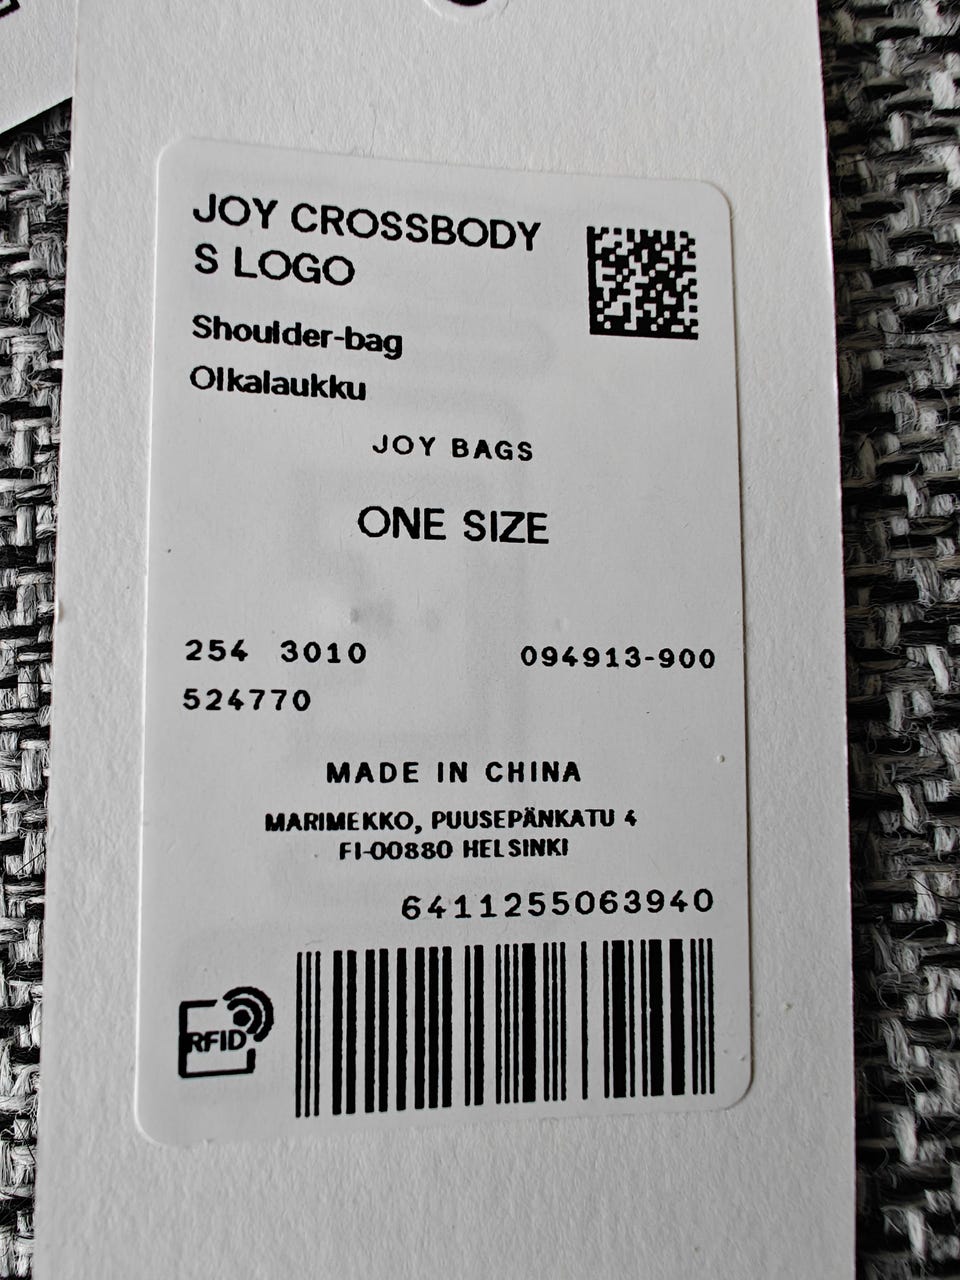 JOY CROSSBODY
S LOGO
Shoulder-bag
Olkalaukku
JOY BAGS
ONE SIZE
254 3010 094913-900
524770
MADE IN CHINA
MARIMEKKO, PUUSEPÄNKATU 4
FI-00880 HELSINKI
6411255063940
RFID